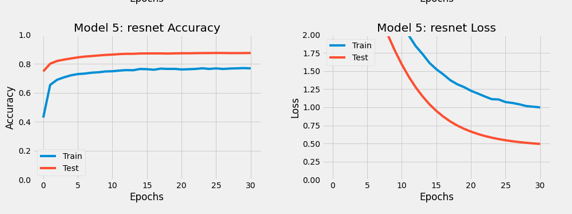 Epochs
Epochs
Model 5: resnet Accuracy
Model 5: resnet Loss
1.0
0.8
0.6
0.4
0.2
0.0
Accuracy
Train
Test
0 5 10 15 20 25 30
Epochs
2.00
1.75
1.50
1.25
1.00
0.75
0.50
0.25
0.00
Loss
Train
Test
0 5 10 15 20 25 30
Epochs